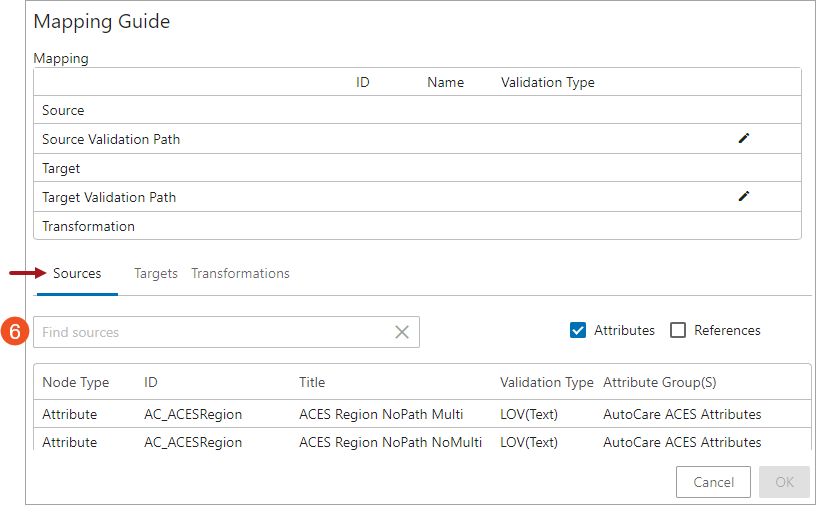 Mapping Guide
Mapping
ID Name Validation Type
Source
Source Validation Path
Target
Target Validation Path
Transformation
Sources Targets Transformations
6 Find sources Attributes References
Node Type ID Title Validation Type Attribute Group(S)
Attribute AC_ACESRegion ACES Region NoPath Multi LOV(Text) AutoCare ACES Attributes
Attribute AC_ACESRegion ACES Region NoPath NoMulti LOV(Text) AutoCare ACES Attributes
Cancel OK